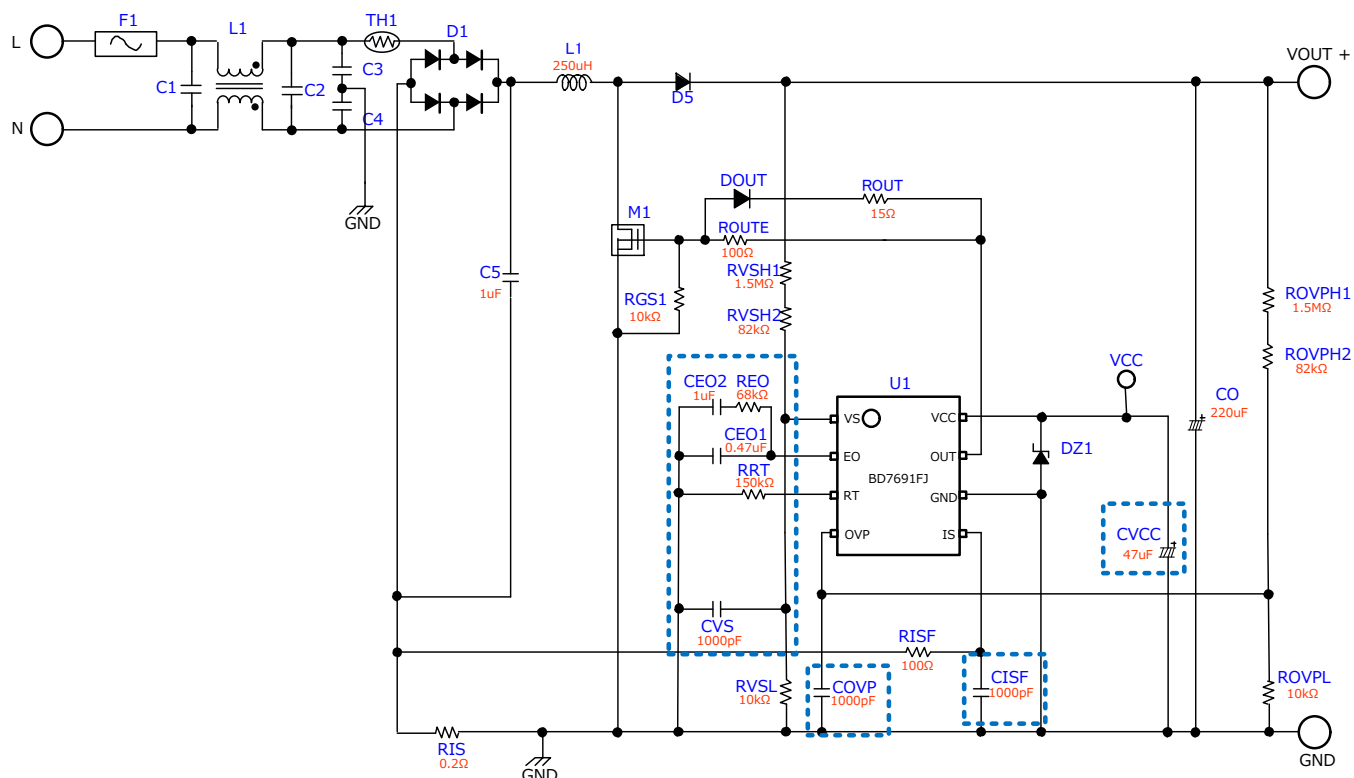 F1
L1
TH1
D1
L
C1
C2
C3
C4
N
L1
250uH
D5
VOUT +
GND
DOUT
ROUT
15Ω
M1
ROUTE
100Ω
C5
1uF
RGS1
10kΩ
RVSH1
1.5MΩ
RVSH2
82kΩ
ROVPH1
1.5MΩ
ROVPH2
82kΩ
CEO2
1uF
REO
68kΩ
CEO1
0.47uF
RRT
150kΩ
U1
VS
VCC
EO
OUT
BD7691FJ
RT
GND
OVP
IS
VCC
DZ1
CO
220uF
CVCC
47uF
CVS
1000pF
RISF
100Ω
RVSL
10kΩ
COVP
1000pF
CISF
1000pF
ROVPL
10kΩ
RIS
0.2Ω
GND
GND